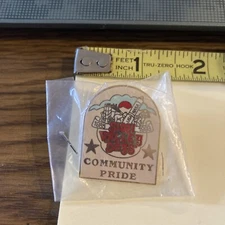 FEET 1 TRU-ZERO HOOK 2
INCH
COMMUNITY
PRIDE